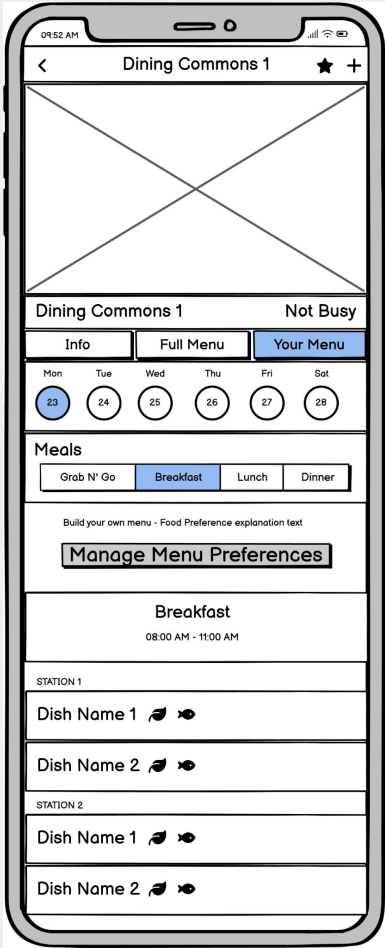 09:52 AM
Dining Commons 1
Dining Commons 1 Not Busy
Info Full Menu Your Menu
Mon Tue Wed Thu Fri Sat
23 24 25 26 27 28
Meals
Grab N' Go Breakfast Lunch Dinner
Build your own menu - Food Preference explanation text
Manage Menu Preferences
Breakfast
08:00 AM - 11:00 AM
STATION 1
Dish Name 1
Dish Name 2
STATION 2
Dish Name 1
Dish Name 2